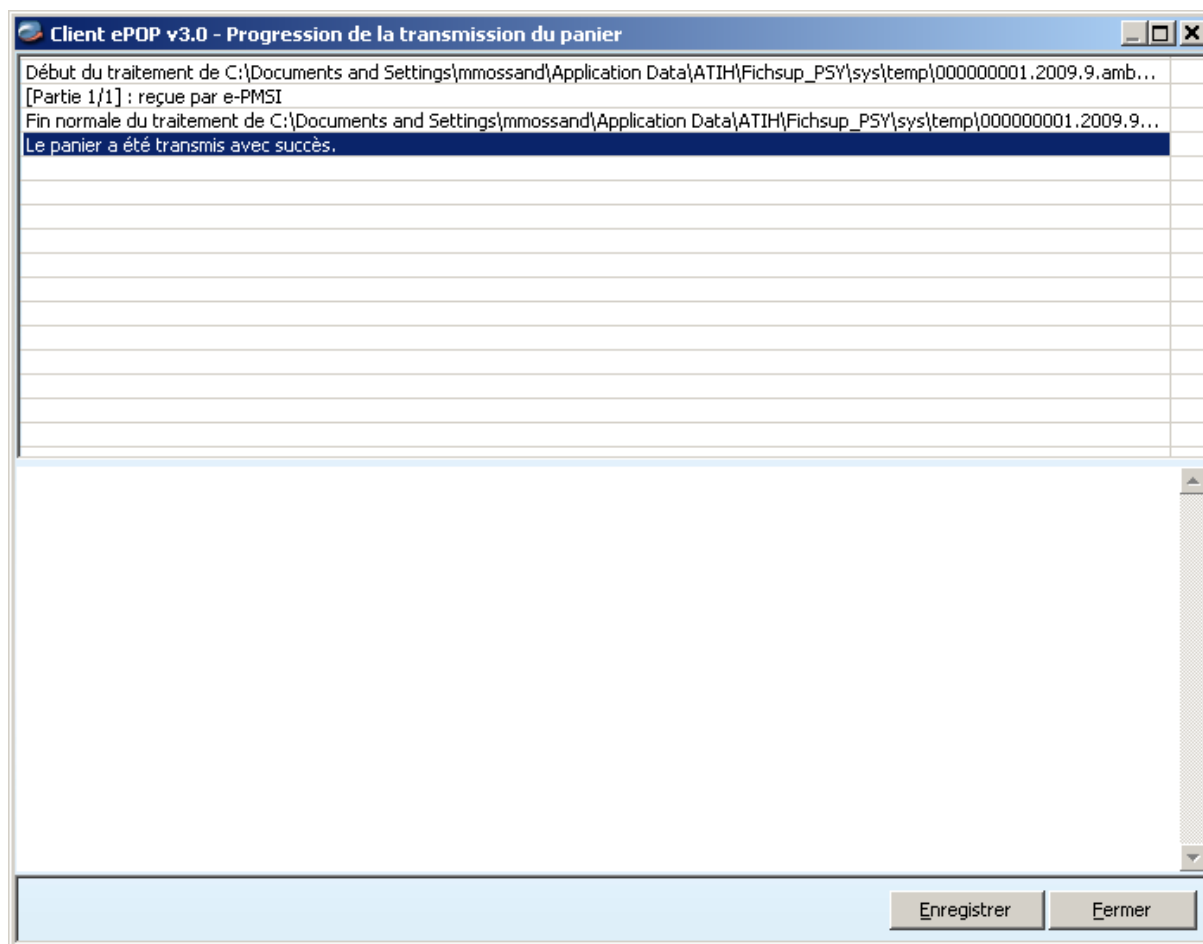 Client ePOP v3.0 - Progression de la transmission du panier
Début du traitement de C:\Documents and Settings\mmossand\Application Data\ATIH\Fichsup_PSY\sys\temp\000000001.2009.9.amb...
[Partie 1/1] : reçue par e-PMSI
Fin normale du traitement de C:\Documents and Settings\mmossand\Application Data\ATIH\Fichsup_PSY\sys\temp\000000001.2009.9...
Le panier a été transmis avec succès.
Enregistrer
Fermer